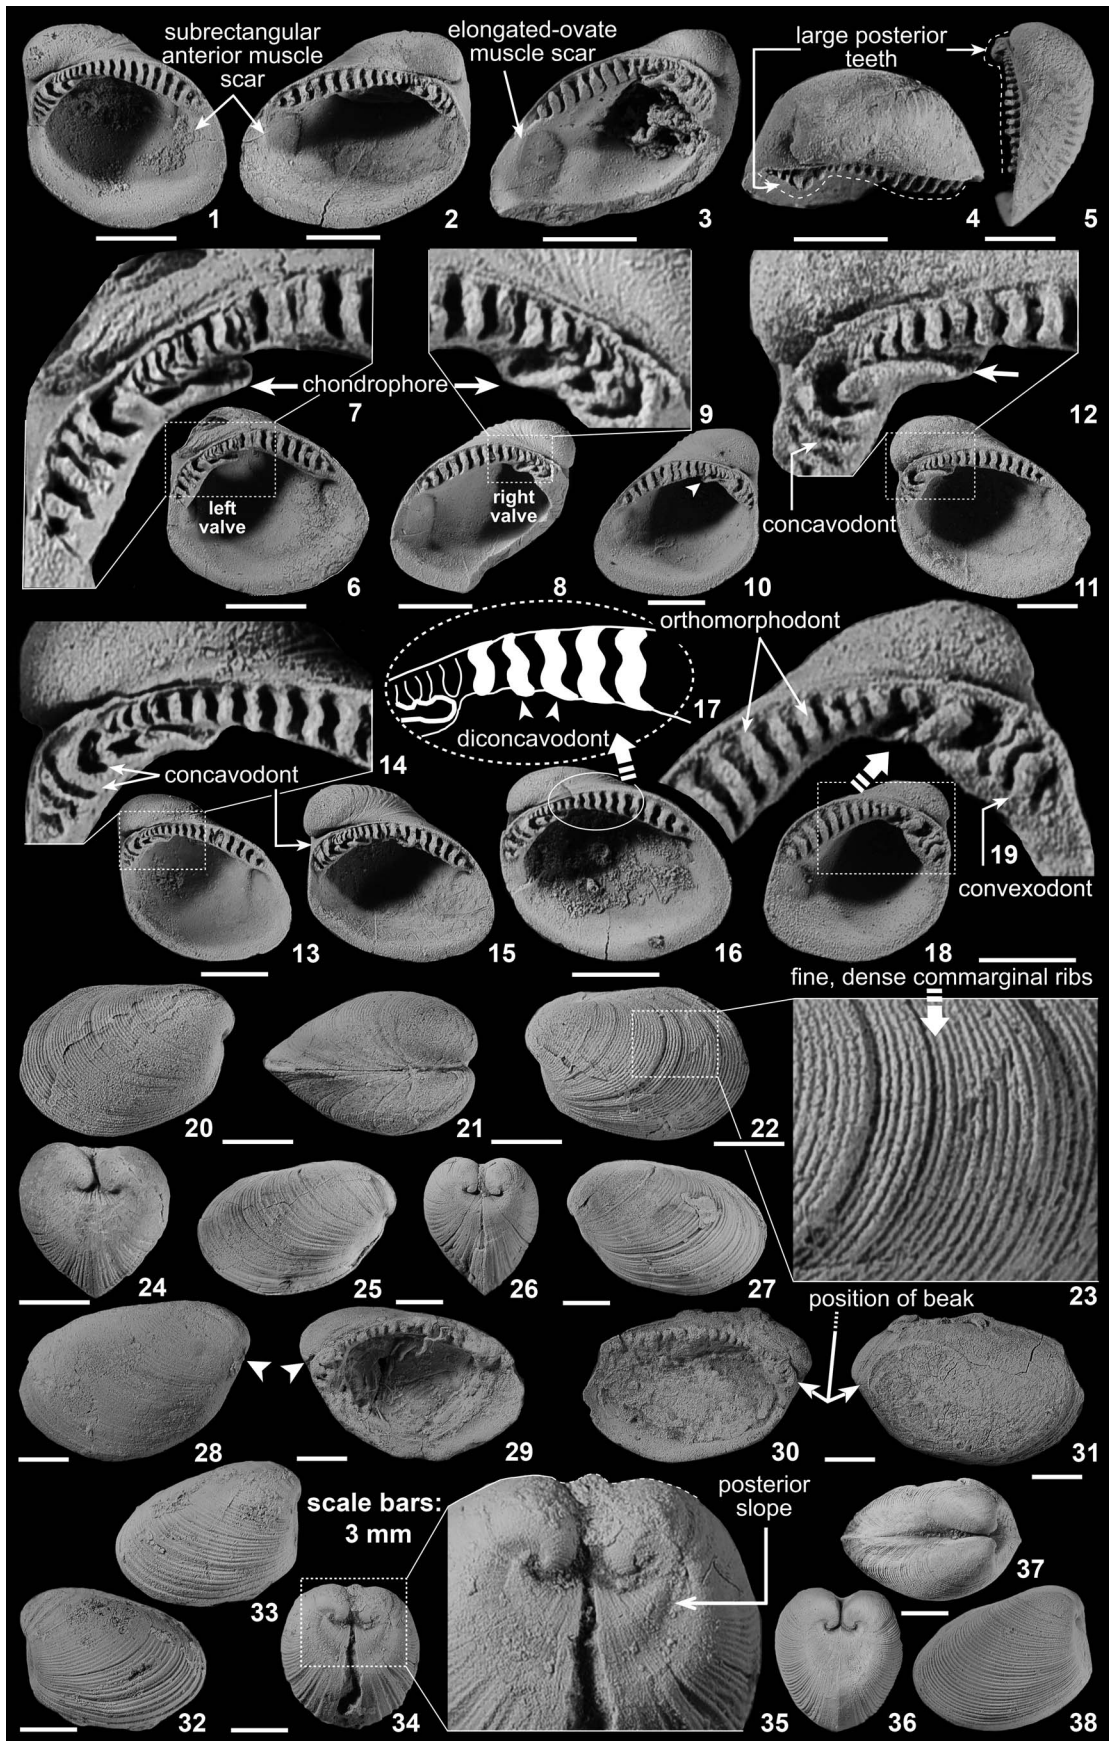 subrectangular
anterior muscle
scar
elongated-ovate
muscle scar
large posterior
teeth
1
2
3
4
5
chondrophore
7
9
12
left
valve
right
valve
concavodont
6
8
10
11
orthomorphodont
17
diconcavodont
14
concavodont
19
convexodont
13
15
16
18
fine, dense commarginal ribs
20
21
22
23
24
25
26
27
position of beak
28
29
30
31
scale bars:
3 mm
posterior
slope
33
37
32
34
35
36
38